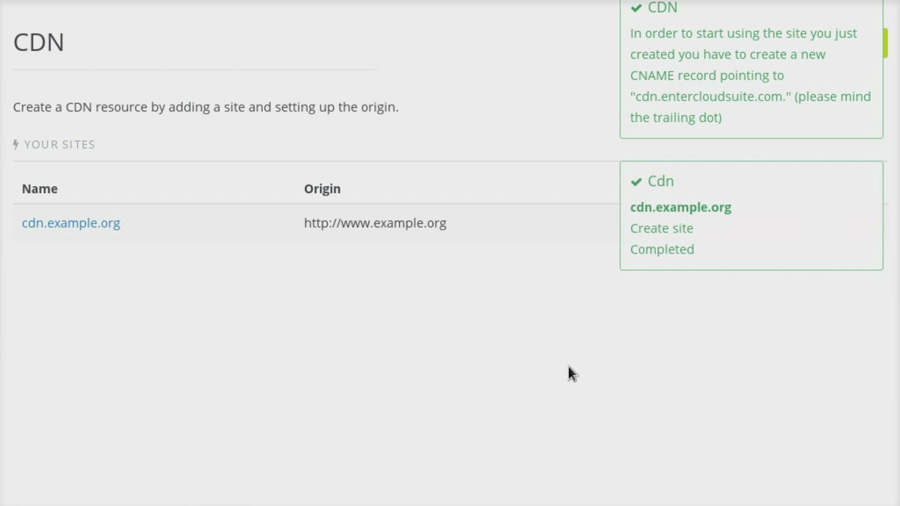 CDN
Create a CDN resource by adding a site and setting up the origin.
YOUR SITES
Name Origin
cdn.example.org http://www.example.org
CDN
In order to start using the site you just
created you have to create a new
CNAME record pointing to
"cdn.entercloudsuite.com." (please mind
the trailing dot)
Cdn
cdn.example.org
Create site
Completed